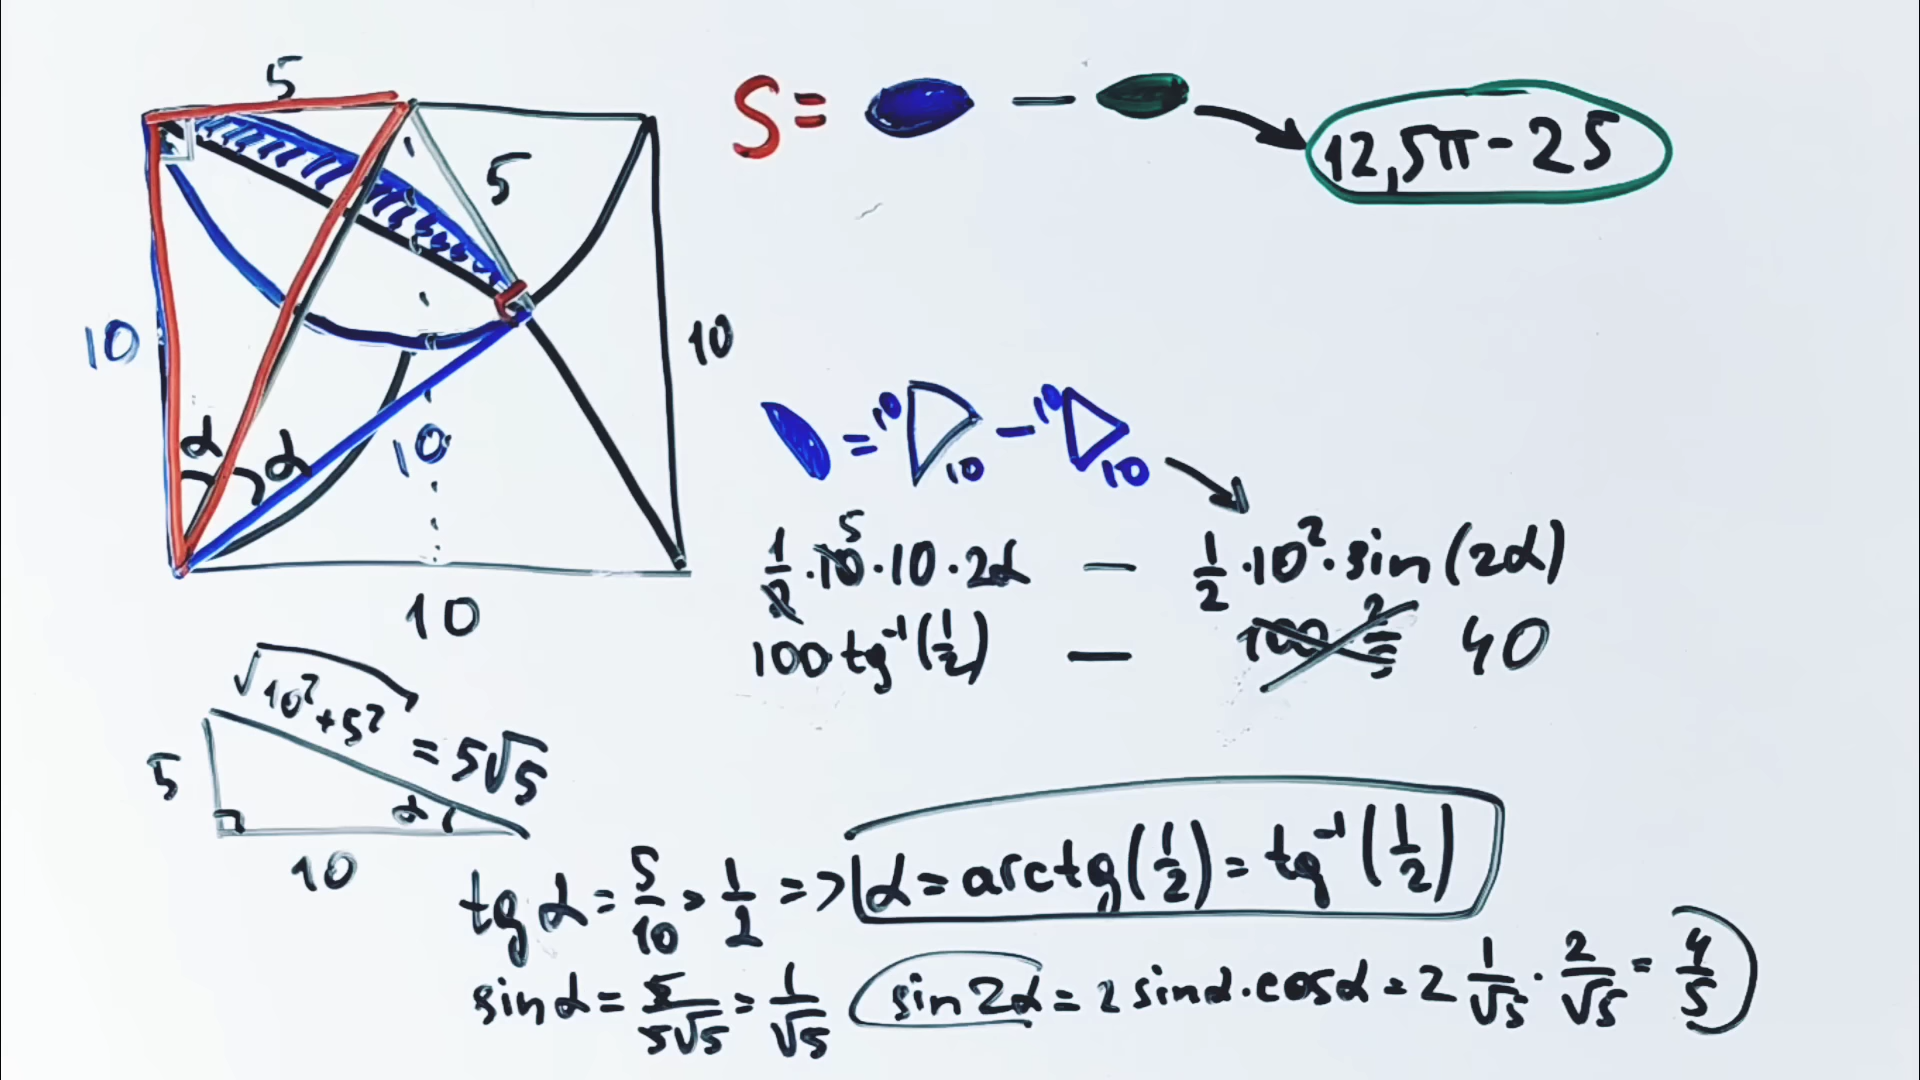 5
S = − 12,5π - 25
5
10
10
α α
10
10
= 10 10 − 10 10
1/2 · 10 · 10 · 2α − 1/2 · 10² · sin(2α)
5
100 tg⁻¹(1/2) − 40
√10² + 5² = 5√5
5
α
10
tg α = 5/10 = 1/2 => α = arctg(1/2) = tg⁻¹(1/2)
sin α = 5/5√5 = 1/√5 sin 2α = 2 sin α · cos α = 2 1/√5 · 2/√5 = 4/5